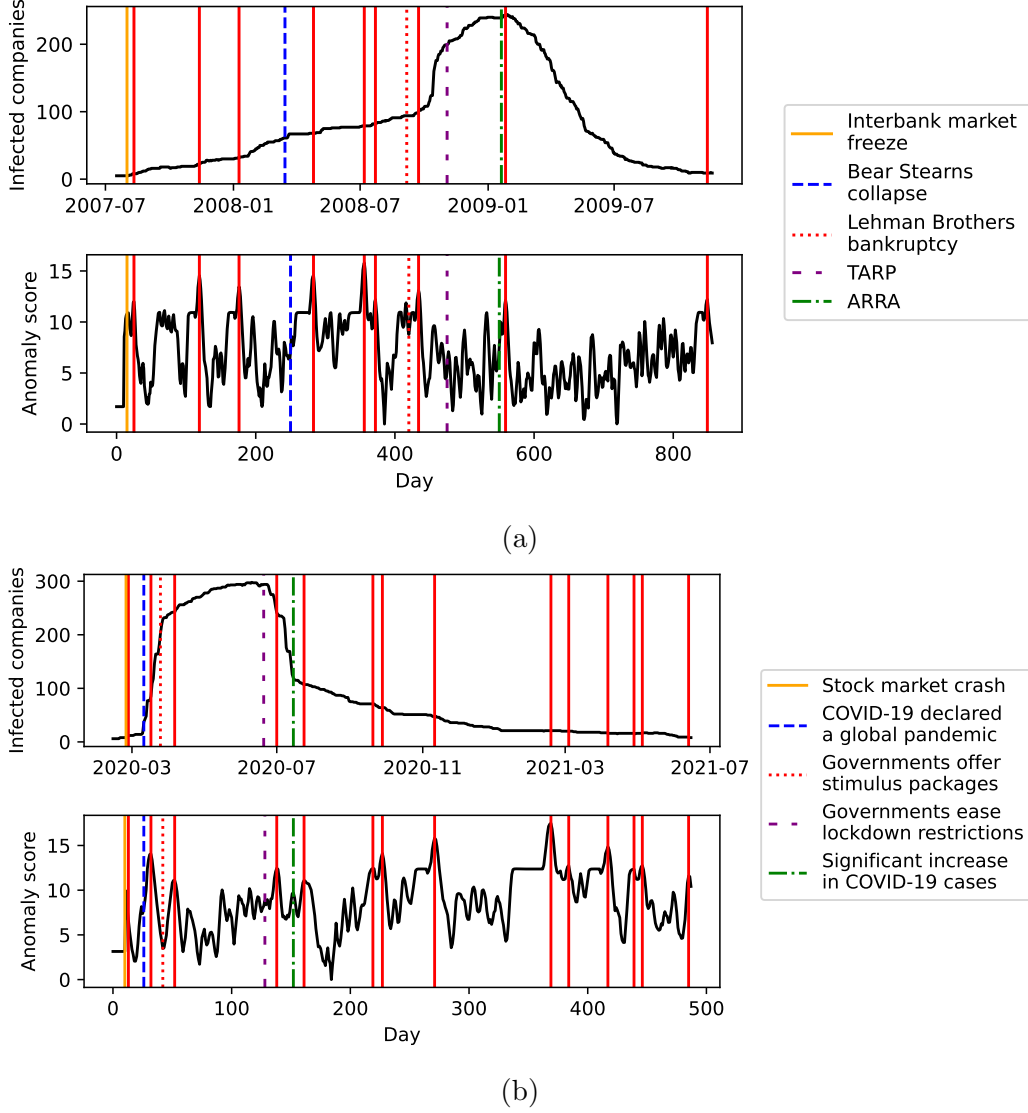 Infected companies
200
100
0
2007-07 2008-01 2008-07 2009-01 2009-07
Interbank market
freeze
Bear Stearns
collapse
Lehman Brothers
bankruptcy
TARP
ARRA
Anomaly score
15
10
5
0
0 200 400 600 800
Day
(a)
Infected companies
300
200
100
0
2020-03 2020-07 2020-11 2021-03 2021-07
Stock market crash
COVID-19 declared
a global pandemic
Governments offer
stimulus packages
Governments ease
lockdown restrictions
Significant increase
in COVID-19 cases
Anomaly score
15
10
5
0
0 100 200 300 400 500
Day
(b)